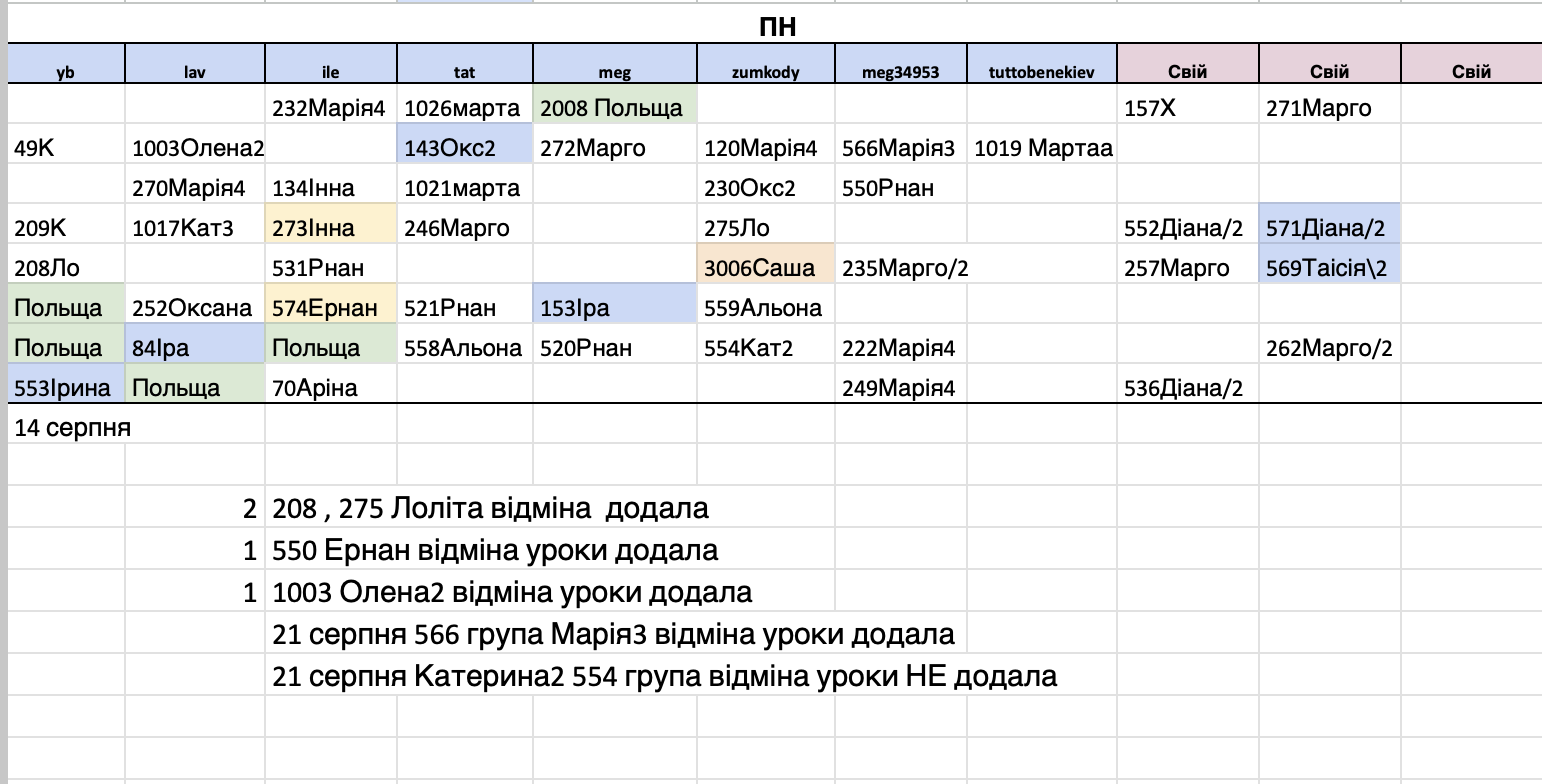 ПН
yb lav ile tat meg zumkody meg34953 tuttobenekiev Свій Свій Свій
232Марія4 1026марта 2008 Польща 157Х 271Марго
49К 1003Олена2 143Окс2 272Марго 120Марія4 566Марія3 1019 Мартаа
270Марія4 134Інна 1021марта 230Окс2 550Рнан
209К 1017Кат3 273Інна 246Марго 275Ло 552Діана/2 571Діана/2
208Ло 531Рнан 3006Саша 235Марго/2 257Марго 569Таісія\2
Польща 252Оксана 574Ернан 521Рнан 153Іра 559Альона
Польща 84Іра Польща 558Альона 520Рнан 554Кат2 222Марія4 262Марго/2
553Ірина Польща 70Аріна 249Марія4 536Діана/2
14 серпня
2 208 , 275 Лоліта відміна  додала
1 550 Ернан відміна уроки додала
1 1003 Олена2 відміна уроки додала
21 серпня 566 група Марія3 відміна уроки додала
21 серпня Катерина2 554 група відміна уроки НЕ додала